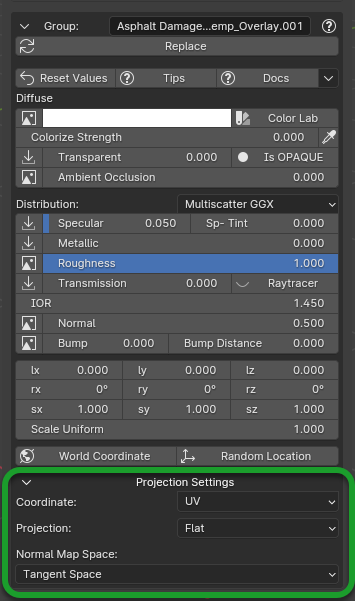 Group: Asphalt Damage...emp_Overlay.001
Replace
Reset Values Tips Docs
Diffuse
Color Lab
Colorize Strength 0.000
Transparent 0.000 Is OPAQUE
Ambient Occlusion 0.000
Distribution: Multiscatter GGX
Specular 0.050 Sp- Tint 0.000
Metallic 0.000
Roughness 1.000
Transmission 0.000 Raytracer
IOR 1.450
Normal 0.500
Bump 0.000 Bump Distance 0.000
lx 0.000 ly 0.000 lz 0.000
rx 0° ry 0° rz 0°
sx 1.000 sy 1.000 sz 1.000
Scale Uniform 1.000
World Coordinate Random Location
Projection Settings
Coordinate: UV
Projection: Flat
Normal Map Space:
Tangent Space